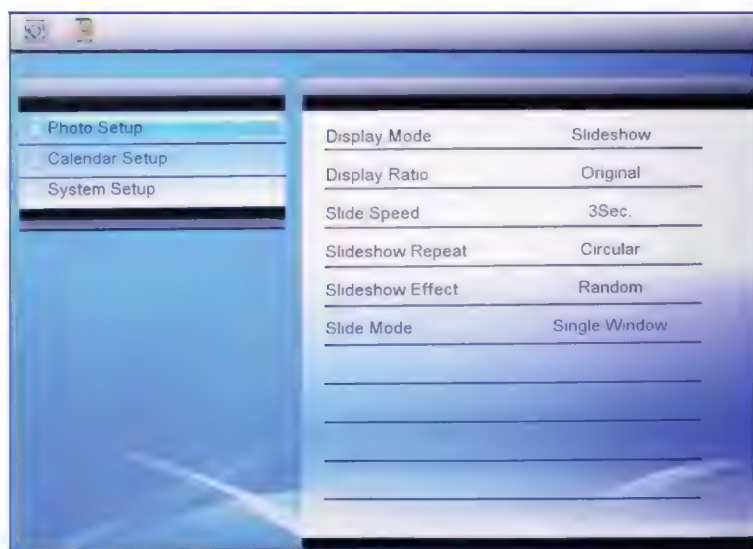 Photo Setup
Calendar Setup
System Setup
Display Mode Slideshow
Display Ratio Original
Slide Speed 3Sec.
Slideshow Repeat Circular
Slideshow Effect Random
Slide Mode Single Window